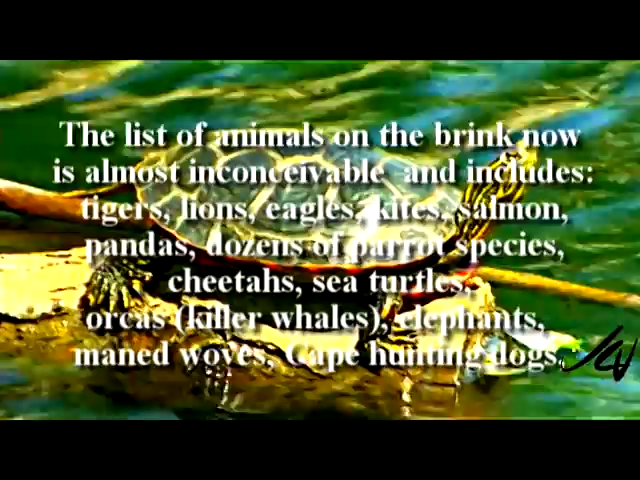 The list of animals on the brink now
is almost inconceivable and includes:
tigers, lions, eagles, kites, salmon,
pandas, dozens of parrot species,
cheetahs, sea turtles,
orcas (killer whales), elephants,
maned woves, Cape hunting dogs.